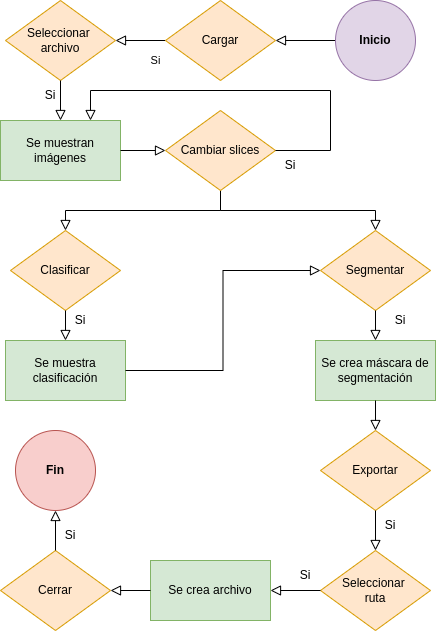 Seleccionar
archivo
Cargar
Inicio
Si
Si
Se muestran
imágenes
Cambiar slices
Si
Clasificar
Segmentar
Si
Si
Se muestra
clasificación
Se crea máscara de
segmentación
Fin
Exportar
Si
Si
Cerrar
Se crea archivo
Si
Seleccionar
ruta